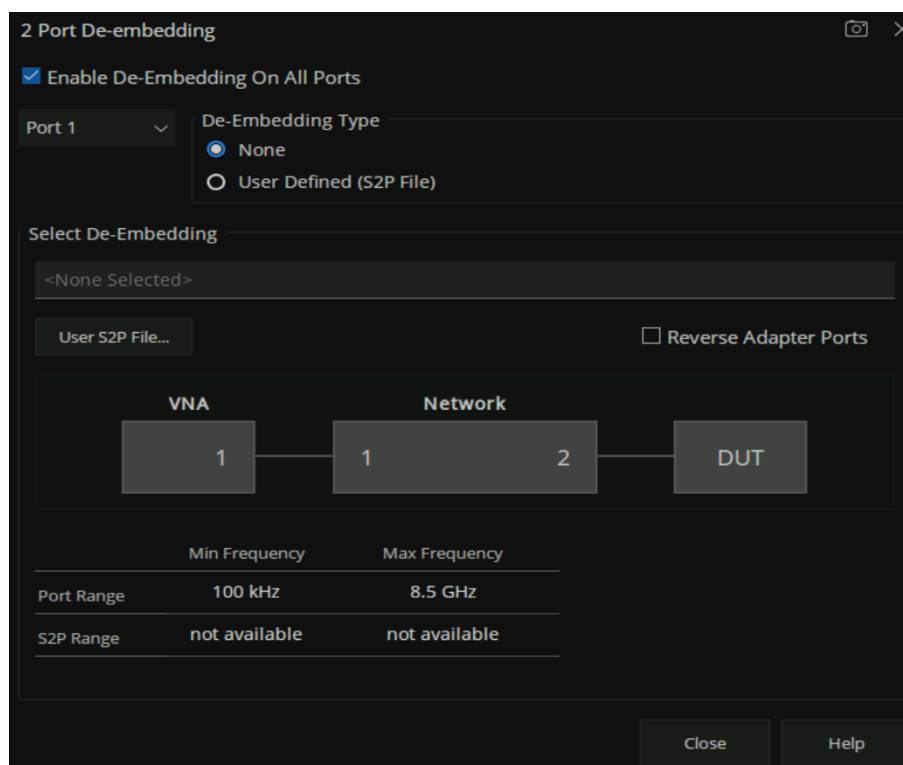 2 Port De-embedding
Enable De-Embedding On All Ports
Port 1
De-Embedding Type
None
User Defined (S2P File)
Select De-Embedding
<None Selected>
User S2P File...
Reverse Adapter Ports
VNA Network
1 1 2 DUT
Min Frequency Max Frequency
Port Range 100 kHz 8.5 GHz
S2P Range not available not available
Close Help